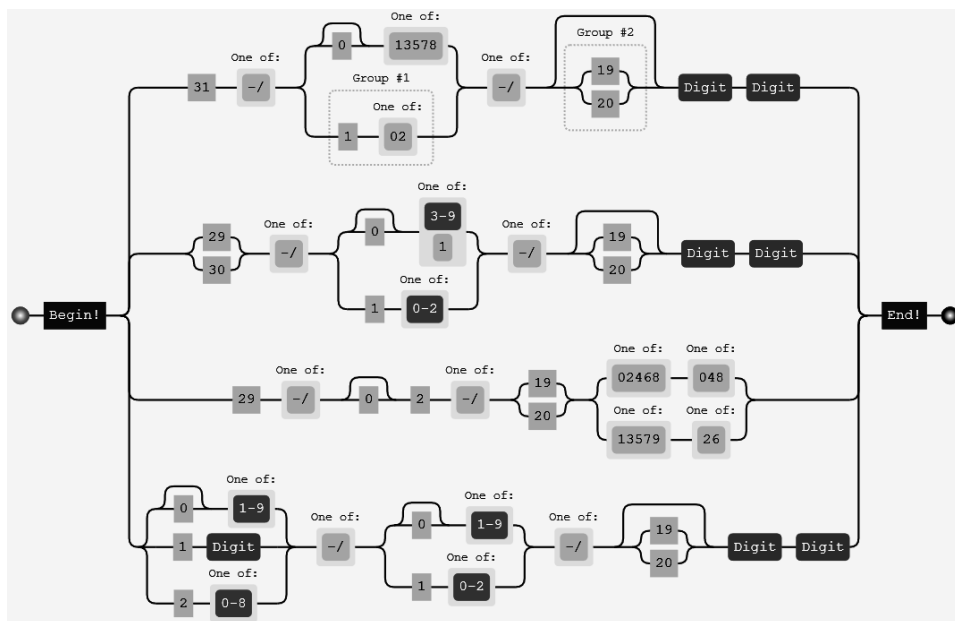 One of:
0 13578
One of:
One of:
Group #2
31 -/
Group #1
-/
19
20
Digit Digit
One of:
1 02
One of:
One of:
3-9
1
One of:
29
30
-/
0
-/
19
20
Digit Digit
One of:
1 0-2
Begin!
End!
One of:
One of:
One of:
One of:
29 -/ 0 2 -/
19
20
02468 048
One of:
One of:
13579 26
One of:
0 1-9
One of:
One of:
0 1-9
One of:
1 Digit
-/
-/
19
20
Digit Digit
One of:
2 0-8
One of:
1 0-2